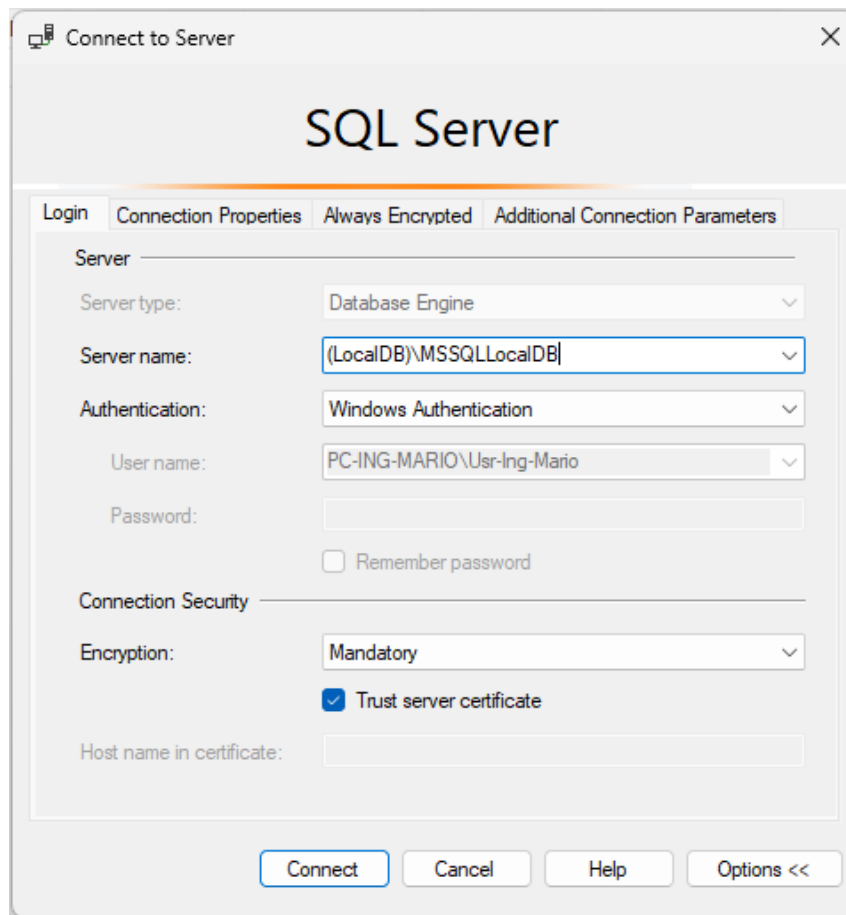 Connect to Server
SQL Server
Login Connection Properties Always Encrypted Additional Connection Parameters
Server
Server type: Database Engine
Server name: (LocalDB)\MSSQLLocalDB
Authentication: Windows Authentication
User name: PC-ING-MARIO\Usr-Ing-Mario
Password:
Remember password
Connection Security
Encryption: Mandatory
Trust server certificate
Host name in certificate:
Connect Cancel Help Options <<